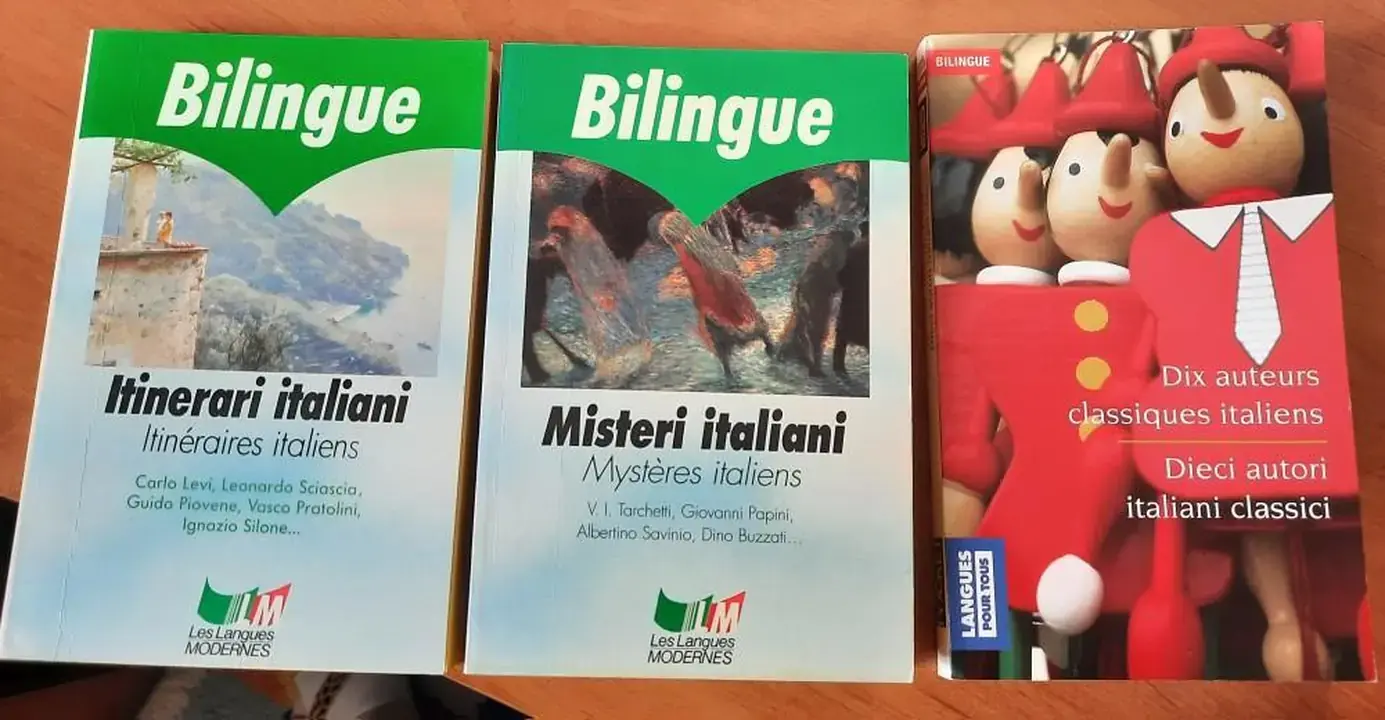 Bilingue
Itinerari italiani
Itinéraires italiens
Carlo Levi, Leonardo Sciascia,
Guido Piovene, Vasco Pratolini,
Ignazio Silone...
LM
Les Langues
MODERNES
Bilingue
Misteri italiani
Mystères italiens
V. I. Tarchetti, Giovanni Papini,
Albertino Savinio, Dino Buzzati...
LM
Les Langues
MODERNES
BILINGUE
Dix auteurs
classiques italiens
Dieci autori
italiani classici
LANGUES
POUR TOUS